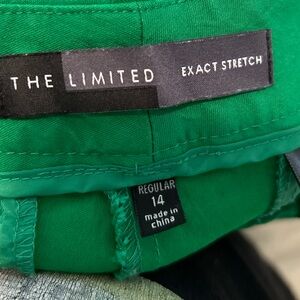 THE LIMITED EXACT STRETCH
REGULAR
14
made in
china